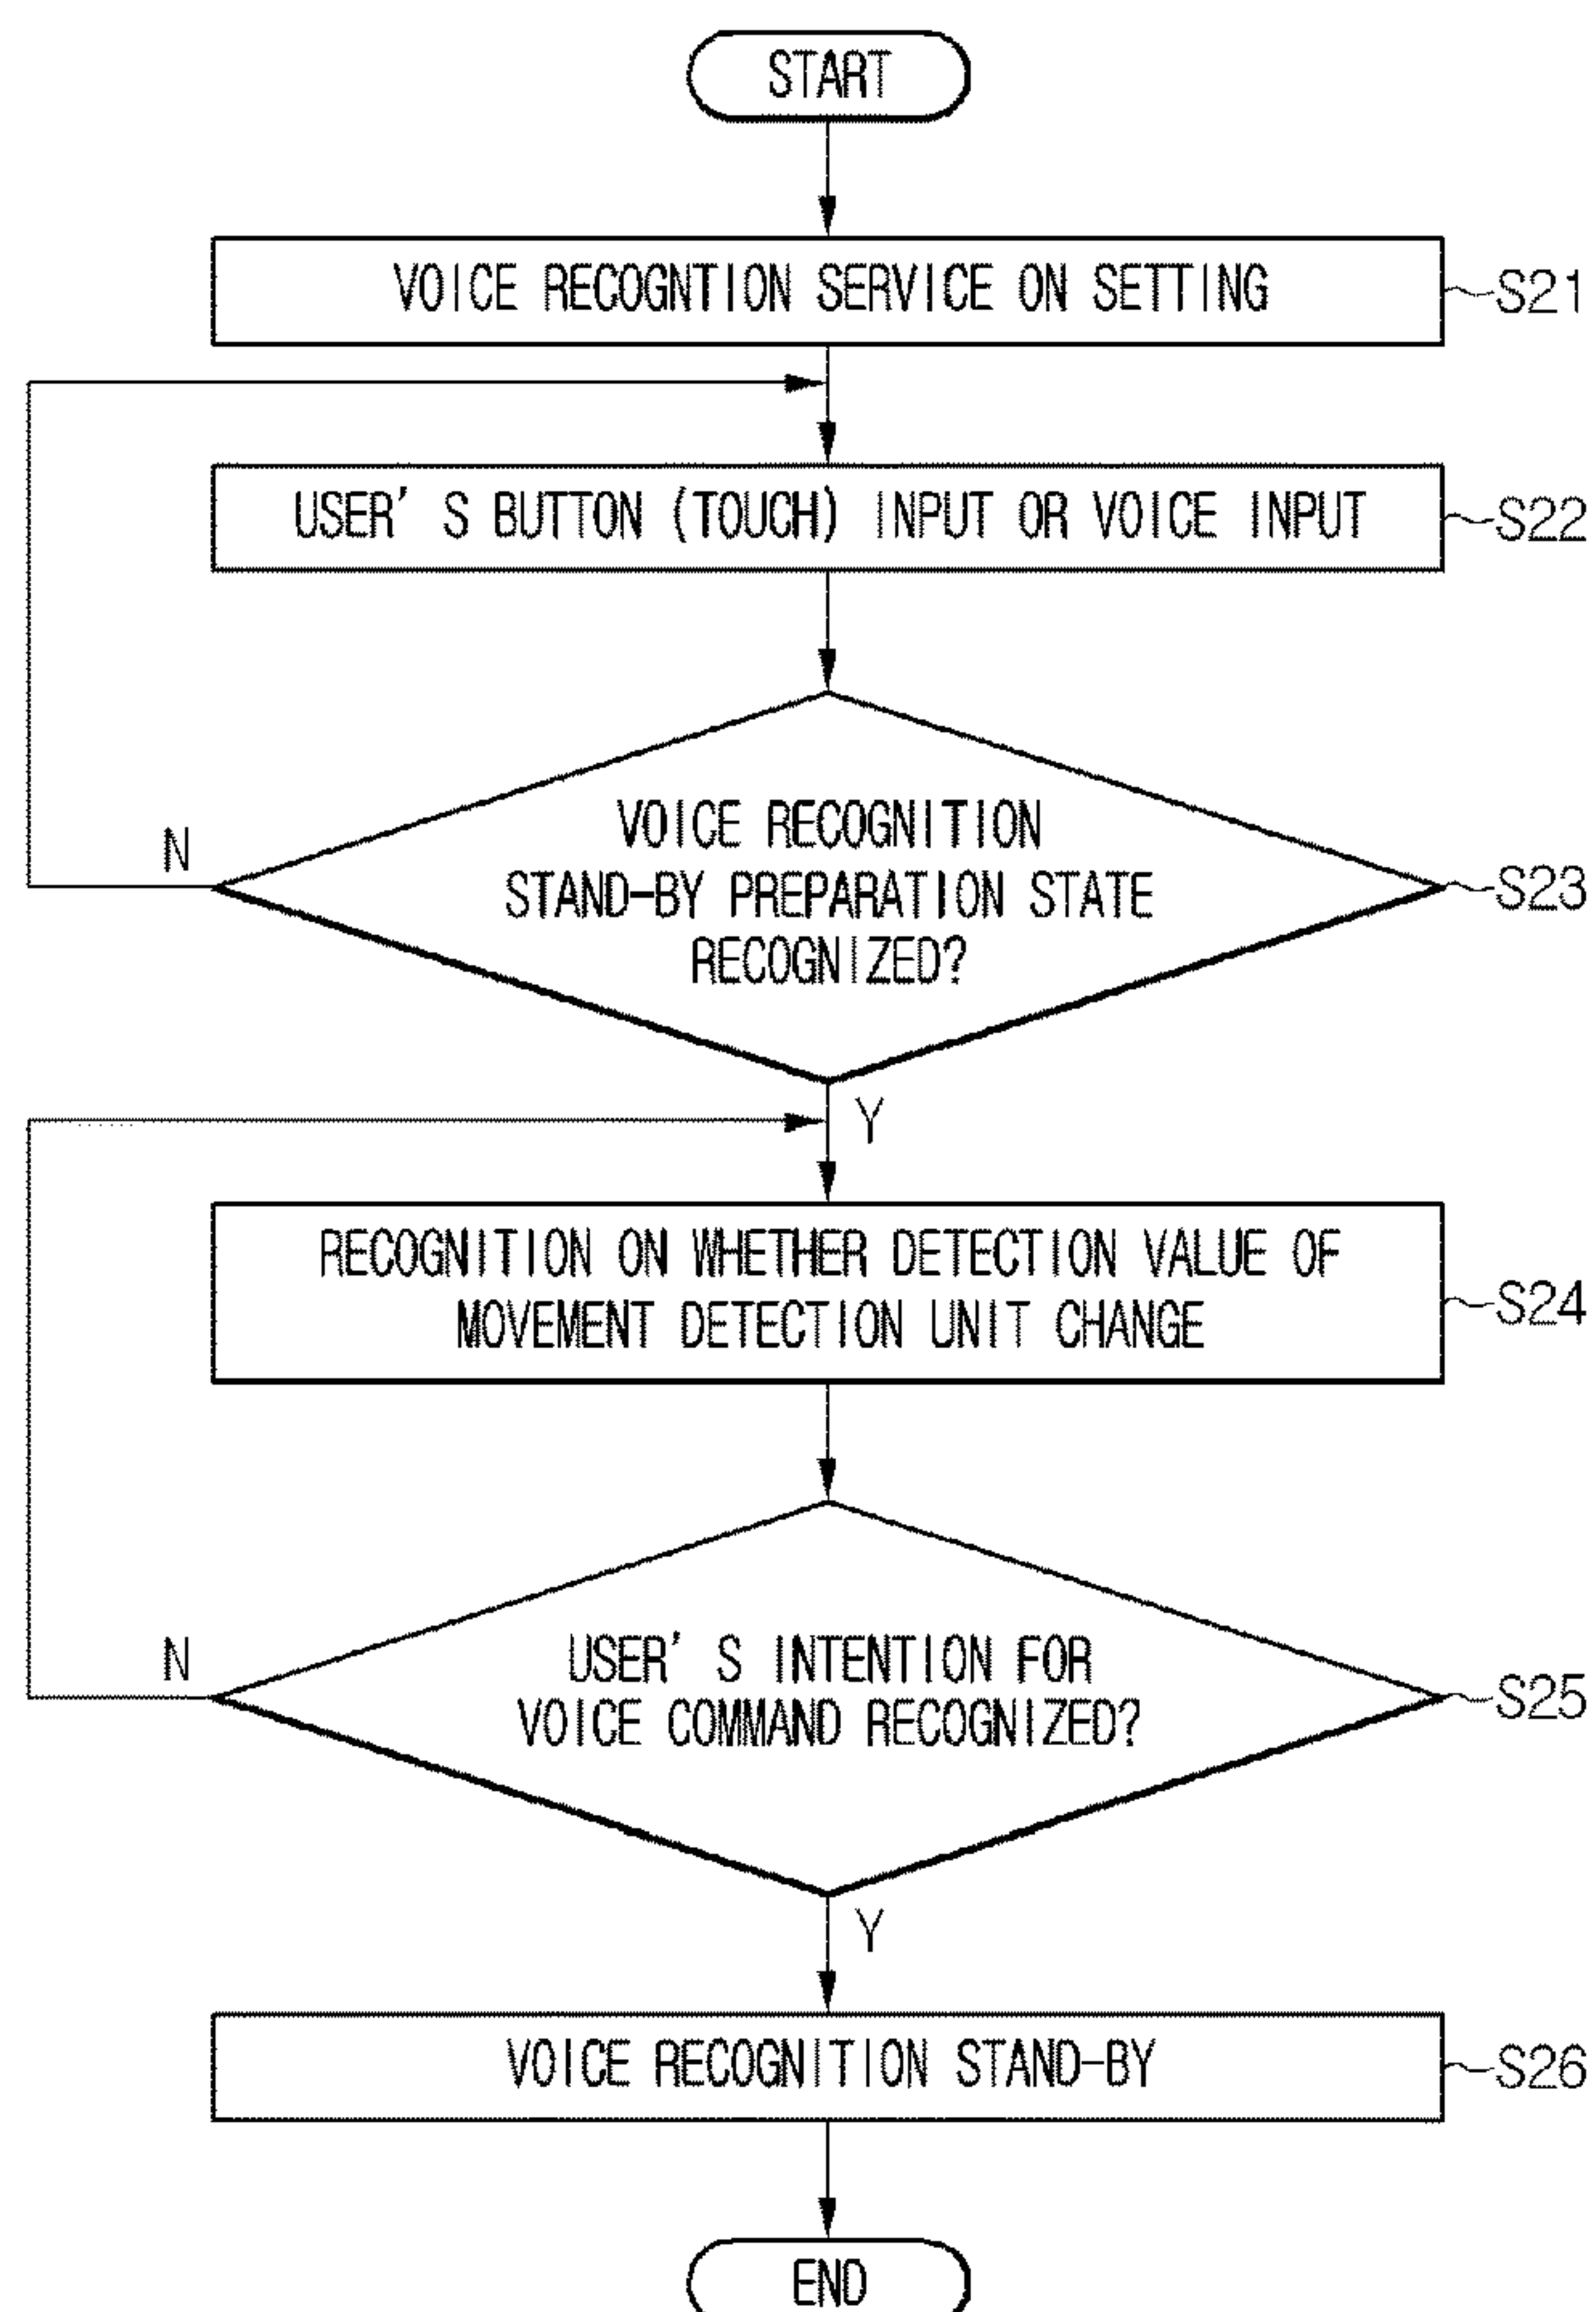 START
VOICE RECOGNTION SERVICE ON SETTING
S21
USER' S BUTTON (TOUCH) INPUT OR VOICE INPUT
S22
VOICE RECOGNITION
STAND-BY PREPARATION STATE
RECOGNIZED?
S23
N
Y
RECOGNITION ON WHETHER DETECTION VALUE OF
MOVEMENT DETECTION UNIT CHANGE
S24
USER' S INTENTION FOR
VOICE COMMAND RECOGNIZED?
S25
N
Y
VOICE RECOGNITION STAND-BY
S26
END